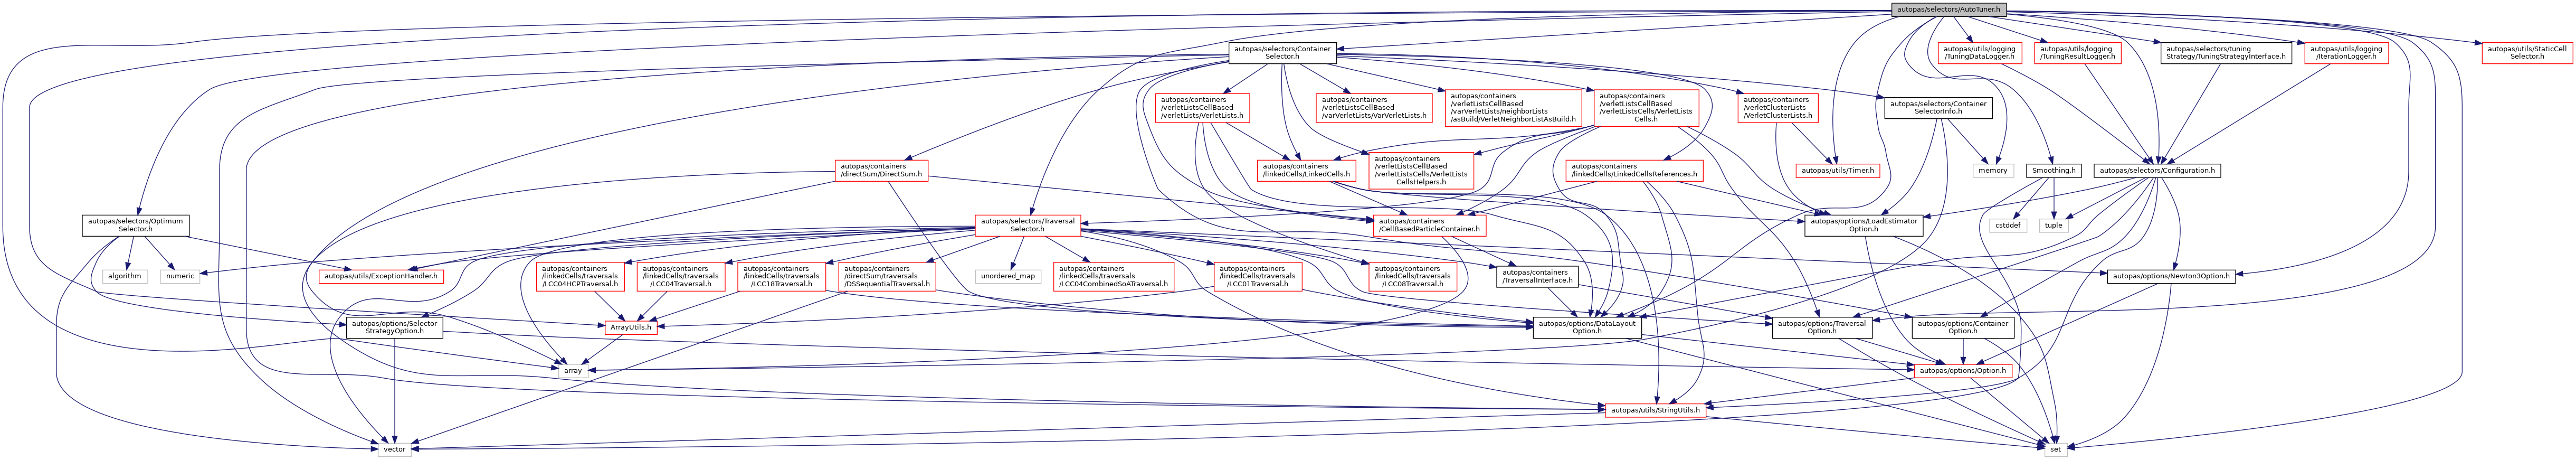 autopas/selectors/AutoTuner.h
autopas/selectors/Container
Selector.h
autopas/utils/logging
/TuningDataLogger.h
autopas/utils/logging
/TuningResultLogger.h
autopas/selectors/tuning
Strategy/TuningStrategyInterface.h
autopas/utils/logging
/IterationLogger.h
autopas/utils/StaticCell
Selector.h
autopas/containers
/verletListsCellBased
/verletLists/VerletLists.h
autopas/containers
/verletListsCellBased
/varVerletLists/VarVerletLists.h
autopas/containers
/verletListsCellBased
/varVerletLists/neighborLists
/asBuild/VerletNeighborListAsBuild.h
autopas/containers
/verletListsCellBased
/verletListsCells/VerletLists
Cells.h
autopas/containers
/verletClusterLists
/VerletClusterLists.h
autopas/selectors/Container
SelectorInfo.h
autopas/containers
/directSum/DirectSum.h
autopas/containers
/linkedCells/LinkedCells.h
autopas/containers
/verletListsCellBased
/verletListsCells/VerletLists
CellsHelpers.h
autopas/containers
/linkedCells/LinkedCellsReferences.h
autopas/utils/Timer.h
memory
Smoothing.h
autopas/selectors/Configuration.h
autopas/selectors/Optimum
Selector.h
autopas/selectors/Traversal
Selector.h
autopas/containers
/CellBasedParticleContainer.h
autopas/options/LoadEstimator
Option.h
cstddef
tuple
algorithm
numeric
autopas/utils/ExceptionHandler.h
autopas/containers
/linkedCells/traversals
/LCC04HCPTraversal.h
autopas/containers
/linkedCells/traversals
/LCC04Traversal.h
autopas/containers
/linkedCells/traversals
/LCC18Traversal.h
autopas/containers
/directSum/traversals
/DSSequentialTraversal.h
unordered_map
autopas/containers
/linkedCells/traversals
/LCC04CombinedSoATraversal.h
autopas/containers
/linkedCells/traversals
/LCC01Traversal.h
autopas/containers
/linkedCells/traversals
/LCC08Traversal.h
autopas/containers
/TraversalInterface.h
autopas/options/Newton3Option.h
autopas/options/Selector
StrategyOption.h
ArrayUtils.h
autopas/options/DataLayout
Option.h
autopas/options/Traversal
Option.h
autopas/options/Container
Option.h
array
autopas/options/Option.h
autopas/utils/StringUtils.h
vector
set